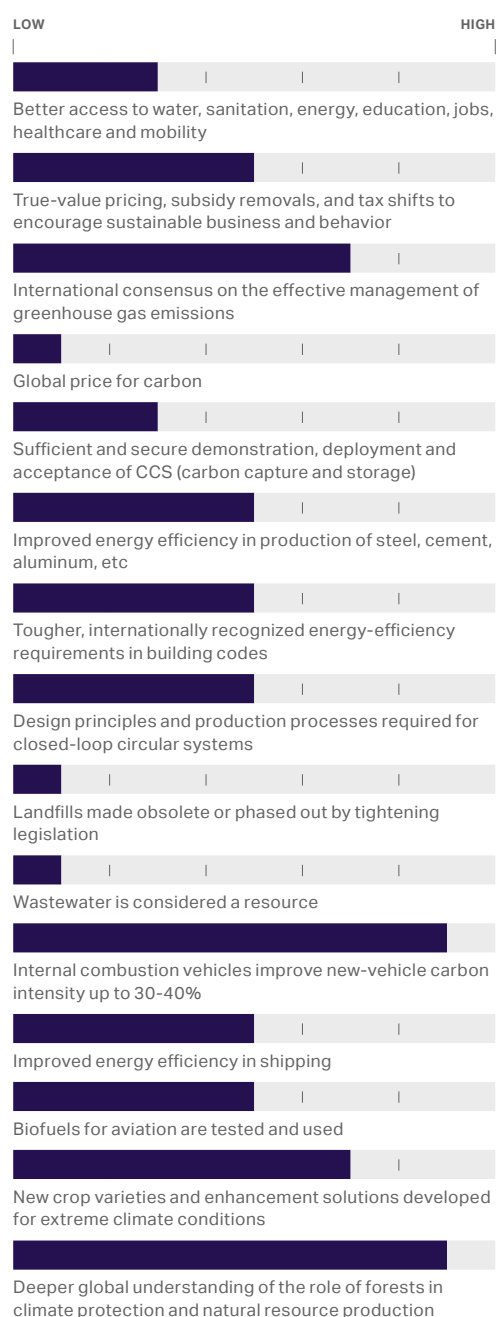 LOW HIGH
Better access to water, sanitation, energy, education, jobs,
healthcare and mobility
True-value pricing, subsidy removals, and tax shifts to
encourage sustainable business and behavior
International consensus on the effective management of
greenhouse gas emissions
Global price for carbon
Sufficient and secure demonstration, deployment and
acceptance of CCS (carbon capture and storage)
Improved energy efficiency in production of steel, cement,
aluminum, etc
Tougher, internationally recognized energy-efficiency
requirements in building codes
Design principles and production processes required for
closed-loop circular systems
Landfills made obsolete or phased out by tightening
legislation
Wastewater is considered a resource
Internal combustion vehicles improve new-vehicle carbon
intensity up to 30-40%
Improved energy efficiency in shipping
Biofuels for aviation are tested and used
New crop varieties and enhancement solutions developed
for extreme climate conditions
Deeper global understanding of the role of forests in
climate protection and natural resource production